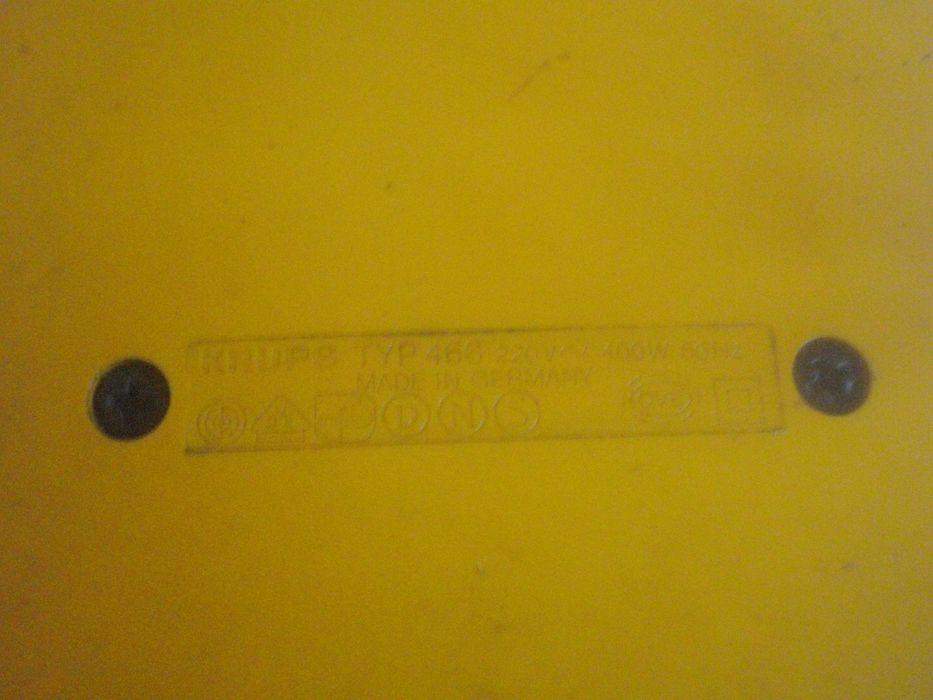 KRUPS TYP 466 220V~ 400W 50Hz
MADE IN GERMANY
D N S